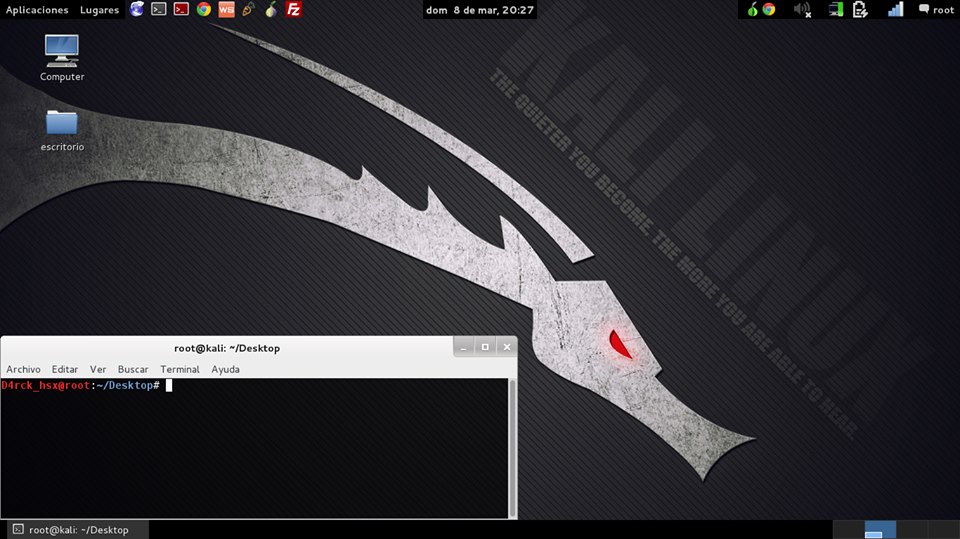 Aplicaciones Lugares WS FZ dom 8 de mar, 20:27 root
Computer
escritorio
KALI LINUX
THE QUIETER YOU BECOME, THE MORE YOU ARE ABLE TO HEAR.
root@kali: ~/Desktop
Archivo Editar Ver Buscar Terminal Ayuda
D4rck_hsx@root:~/Desktop#
root@kali: ~/Desktop